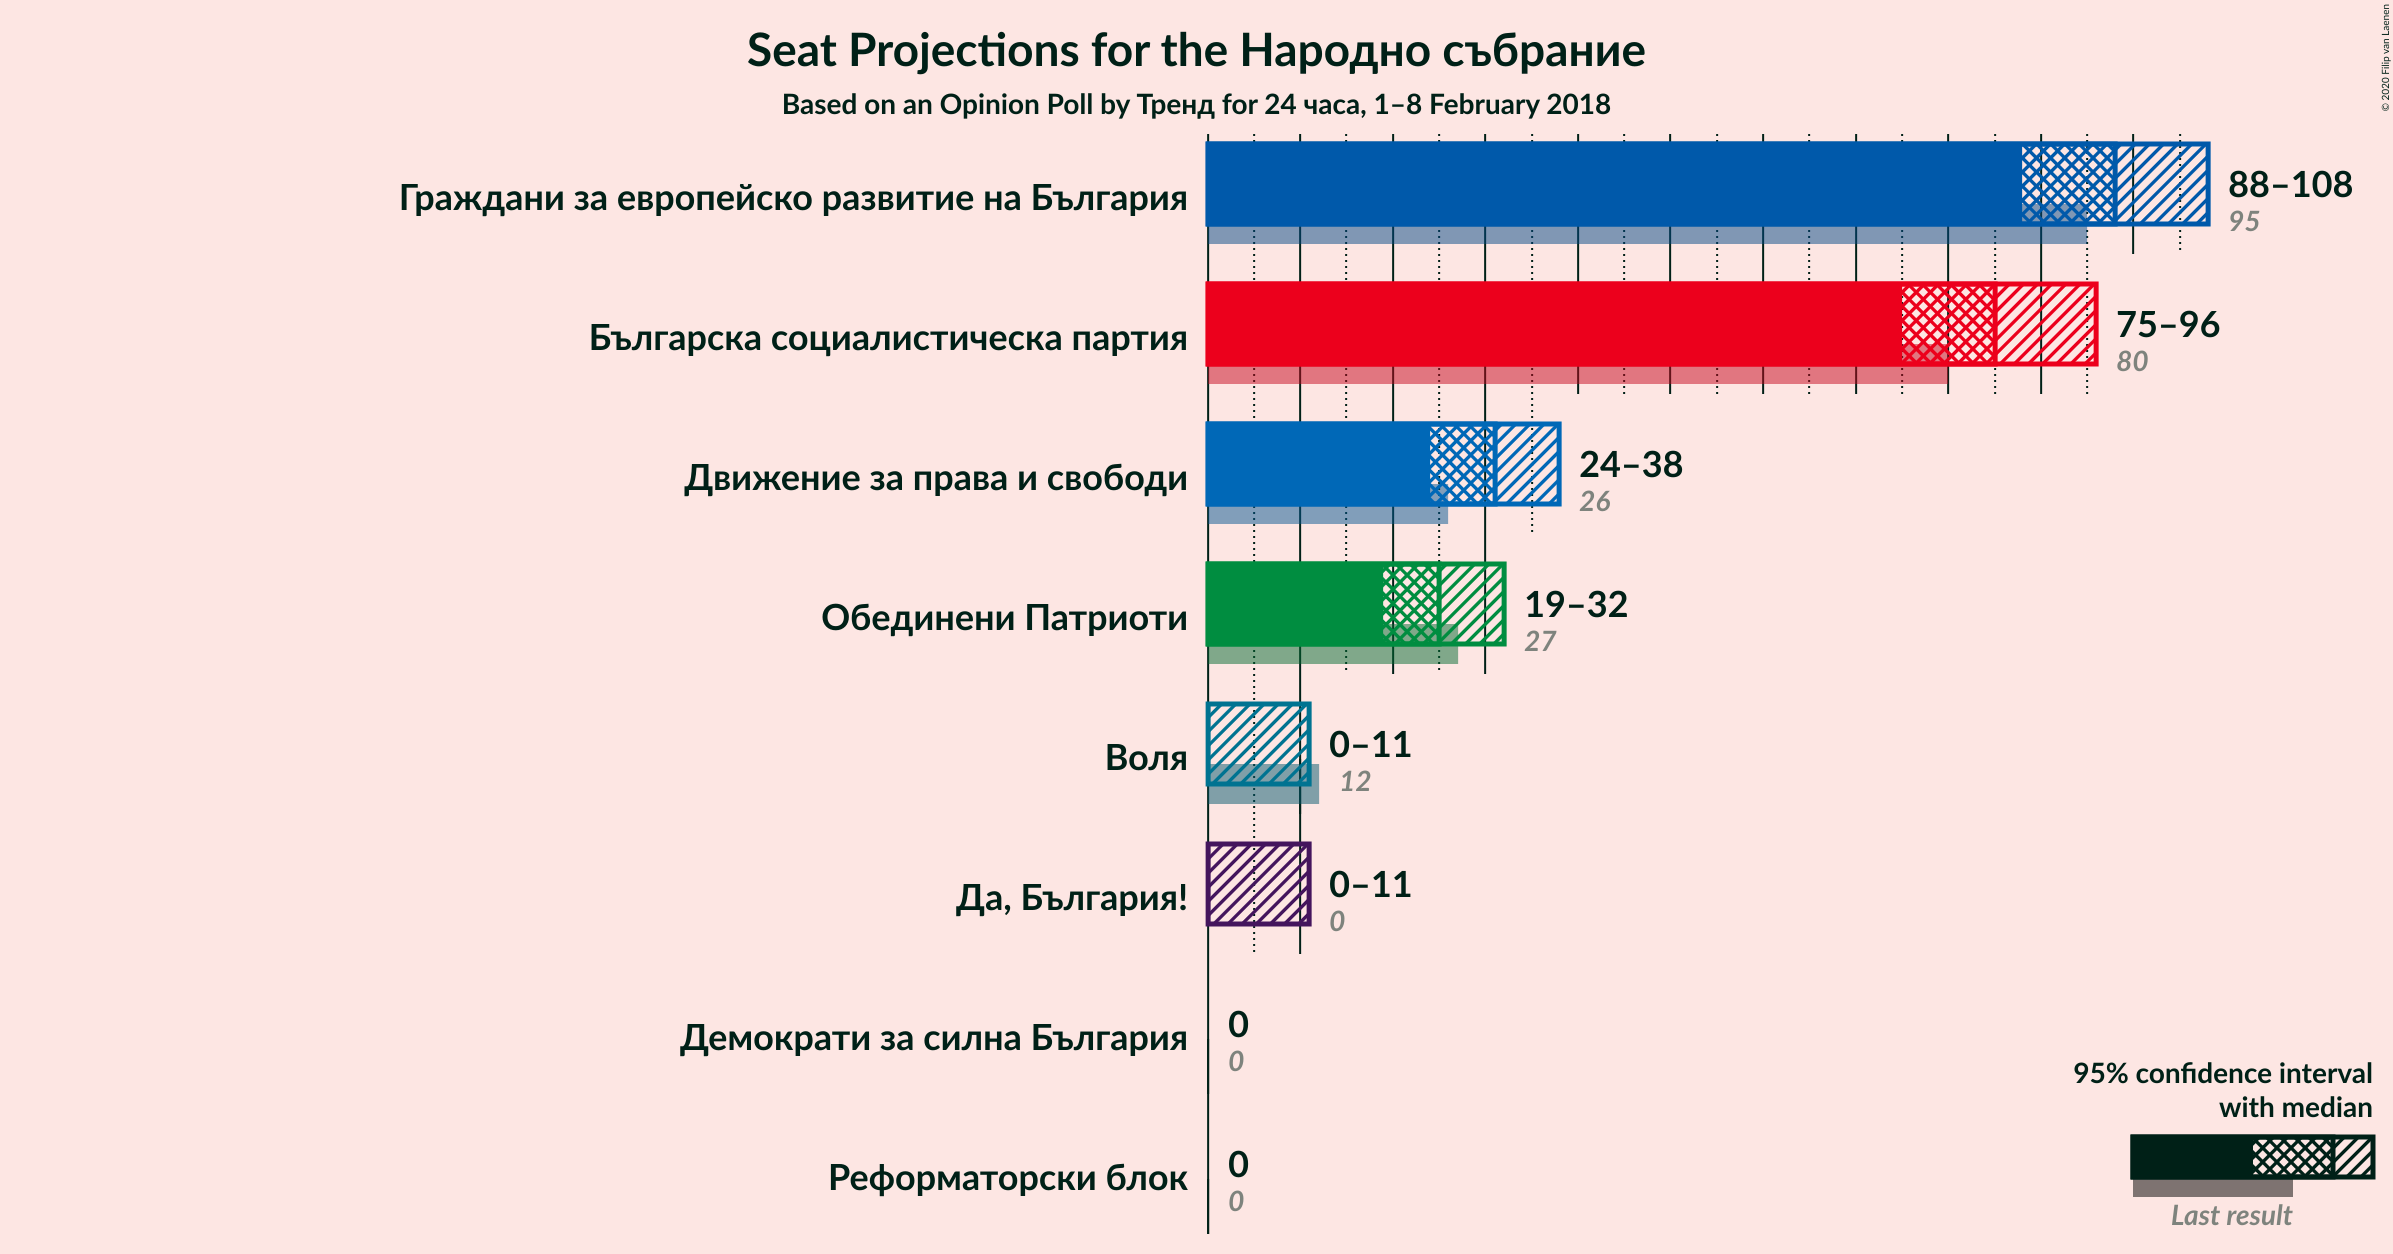 Seat Projections for the Народно събрание
Based on an Opinion Poll by Тренд for 24 часа, 1–8 February 2018
© 2020 Filip van Laenen
Граждани за европейско развитие на България
88–108
95
Българска социалистическа партия
75–96
80
Движение за права и свободи
24–38
26
Обединени Патриоти
19–32
27
Воля
0–11
12
Да, България!
0–11
0
Демократи за силна България
0
0
Реформаторски блок
0
0
95% confidence interval
with median
Last result